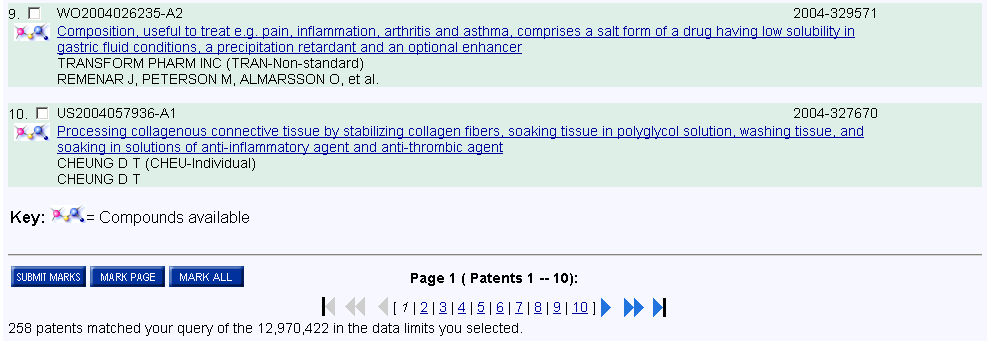 9. WO2004026235-A2 2004-329571
Composition, useful to treat e.g. pain, inflammation, arthritis and asthma, comprises a salt form of a drug having low solubility in
gastric fluid conditions, a precipitation retardant and an optional enhancer
TRANSFORM PHARM INC (TRAN-Non-standard)
REMENAR J, PETERSON M, ALMARSSON O, et al.
10. US2004057936-A1 2004-327670
Processing collagenous connective tissue by stabilizing collagen fibers, soaking tissue in polyglycol solution, washing tissue, and
soaking in solutions of anti-inflammatory agent and anti-thrombic agent
CHEUNG D T (CHEU-Individual)
CHEUNG D T
Key: = Compounds available
SUBMIT MARKS MARK PAGE MARK ALL Page 1 ( Patents 1 -- 10):
[ 1 | 2 | 3 | 4 | 5 | 6 | 7 | 8 | 9 | 10 ]
258 patents matched your query of the 12,970,422 in the data limits you selected.